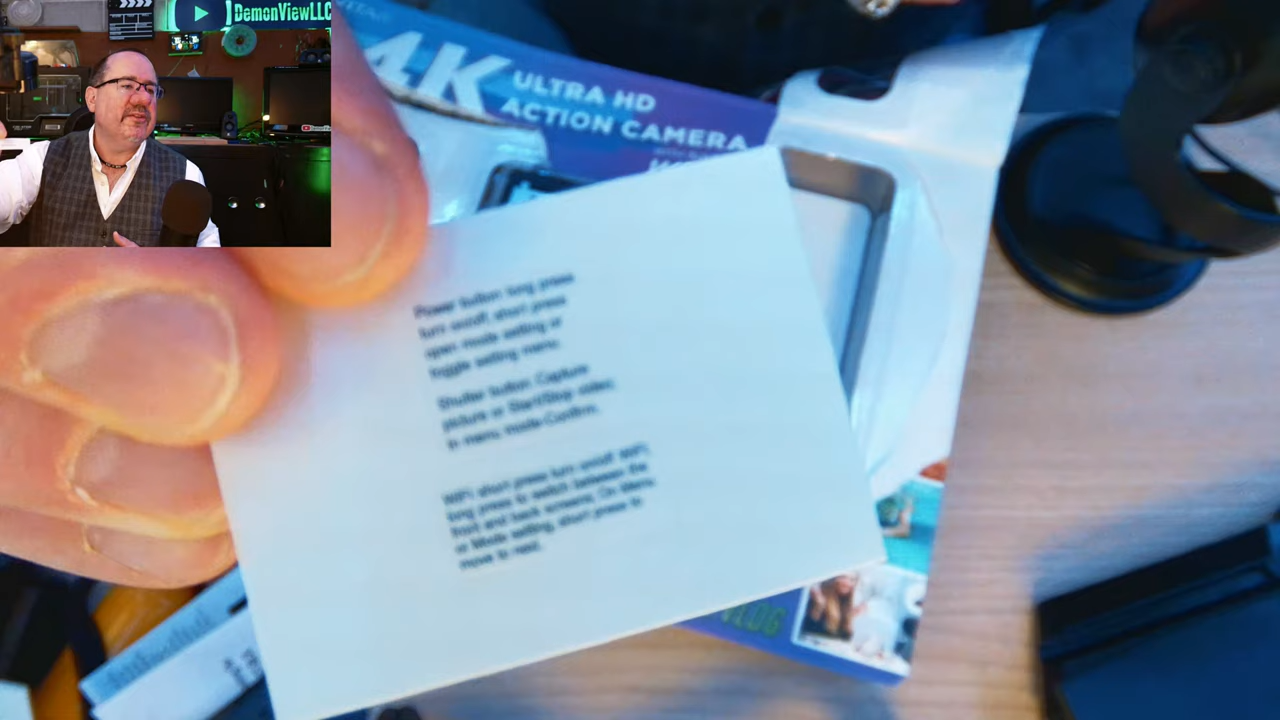 DemonViewLLC
4K
ULTRA HD
ACTION CAMERA
Power button: long press
turn on/off; short press
open mode setting or
toggle setting menu.
Shutter button: Capture
picture or Start/Stop video;
in menu mode-Confirm.
WiFi: short press turn on/off WiFi;
long press to switch between the
front and back screens; On Menu
or Mode setting, short press to
move to next.
VLOG